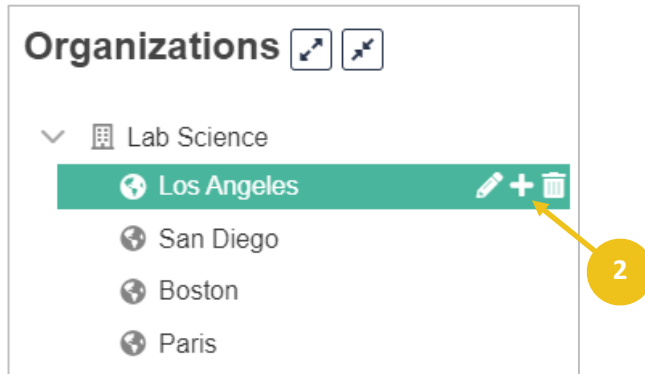 Organizations
Lab Science
Los Angeles
San Diego
2
Boston
Paris